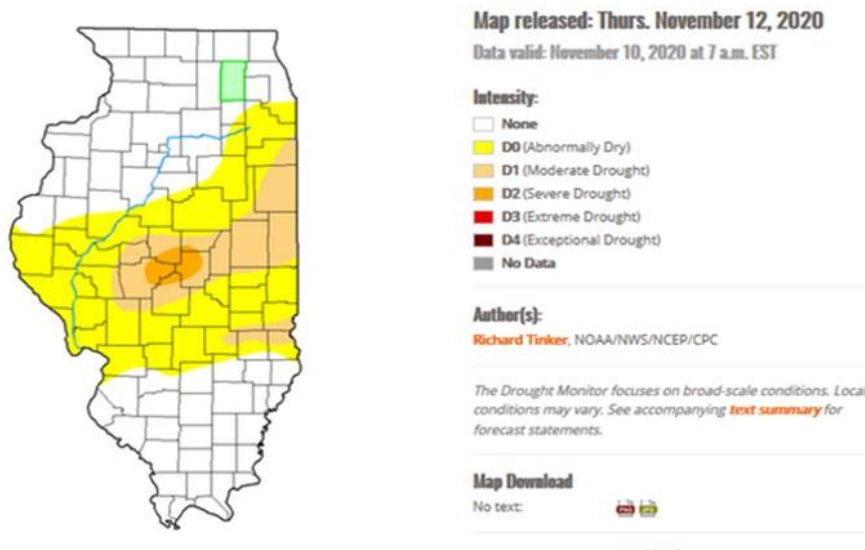 Map released: Thurs. November 12, 2020
Data valid: November 10, 2020 at 7 a.m. EST
Intensity:
None
D0 (Abnormally Dry)
D1 (Moderate Drought)
D2 (Severe Drought)
D3 (Extreme Drought)
D4 (Exceptional Drought)
No Data
Author(s):
Richard Tinker, NOAA/NWS/NCEP/CPC
The Drought Monitor focuses on broad-scale conditions. Local
conditions may vary. See accompanying text summary for
forecast statements.
Map Download
No text:
PNG JPG